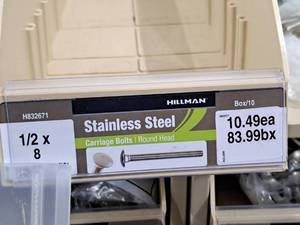 HILLMAN
H832671
Box/10
Stainless Steel
Carriage Bolts | Round Head
1/2 x
8
10.49ea
83.99bx